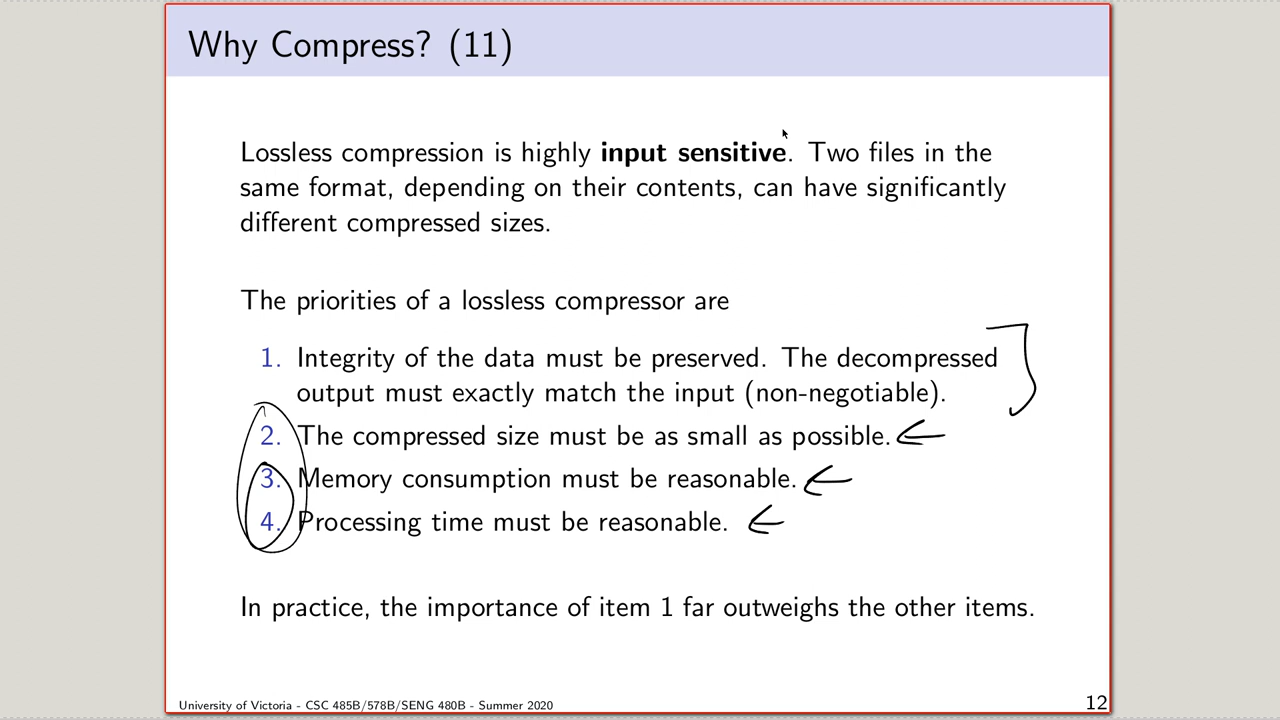 Why Compress? (11)
Lossless compression is highly input sensitive. Two files in the
same format, depending on their contents, can have significantly
different compressed sizes.
The priorities of a lossless compressor are
1. Integrity of the data must be preserved. The decompressed
output must exactly match the input (non-negotiable).
2. The compressed size must be as small as possible.
3. Memory consumption must be reasonable.
4. Processing time must be reasonable.
In practice, the importance of item 1 far outweighs the other items.
University of Victoria - CSC 485B/578B/SENG 480B - Summer 2020
12